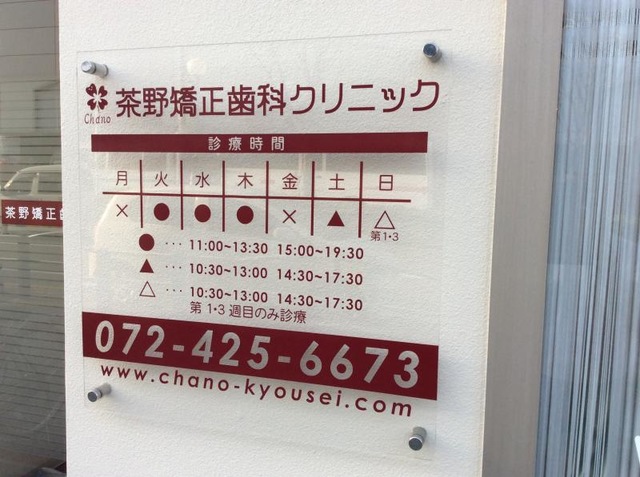 Chano
茶野矯正歯科クリニック
診療時間
月 火 水 木 金 土 日
× ● ● ● × ▲ △
第1・3
● ・・・ 11:00~13:30 15:00~19:30
▲ ・・・ 10:30~13:00 14:30~17:30
△ ・・・ 10:30~13:00 14:30~17:30
第1・3週目のみ診療
072-425-6673
www.chano-kyousei.com
茶野矯正